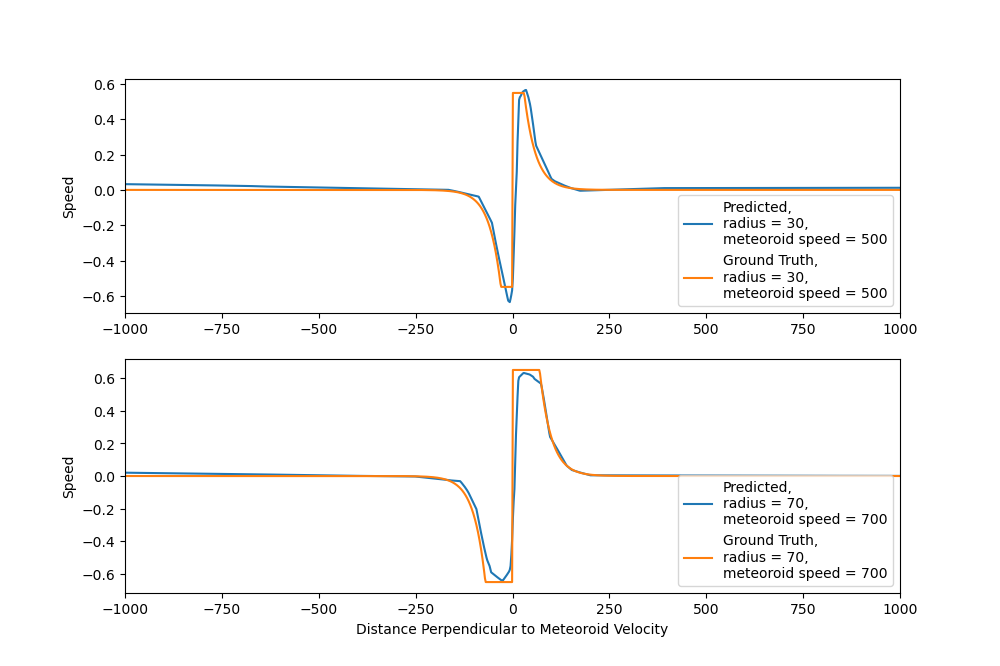 0.6
0.4
0.2
0.0
−0.2
−0.4
−0.6
Speed
Predicted,
radius = 30,
meteoroid speed = 500
Ground Truth,
radius = 30,
meteoroid speed = 500
−1000 −750 −500 −250 0 250 500 750 1000
0.6
0.4
0.2
0.0
−0.2
−0.4
−0.6
Speed
Predicted,
radius = 70,
meteoroid speed = 700
Ground Truth,
radius = 70,
meteoroid speed = 700
−1000 −750 −500 −250 0 250 500 750 1000
Distance Perpendicular to Meteoroid Velocity